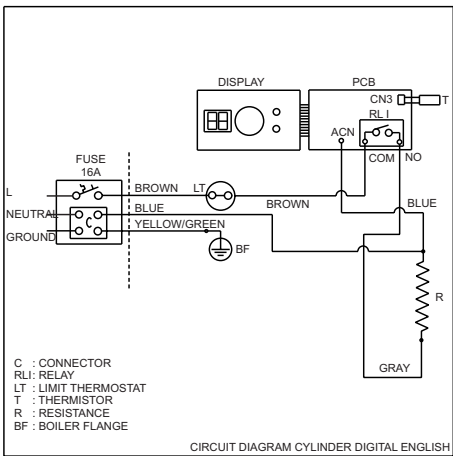 DISPLAY
PCB
CN3
T
RL I
ACN
COM
NO
FUSE
16A
L
BROWN
LT
BROWN
BLUE
NEUTRAL
BLUE
C
YELLOW/GREEN
GROUND
BF
R
GRAY
C : CONNECTOR
RLI: RELAY
LT : LIMIT THERMOSTAT
T : THERMISTOR
R : RESISTANCE
BF : BOILER FLANGE
CIRCUIT DIAGRAM CYLINDER DIGITAL ENGLISH